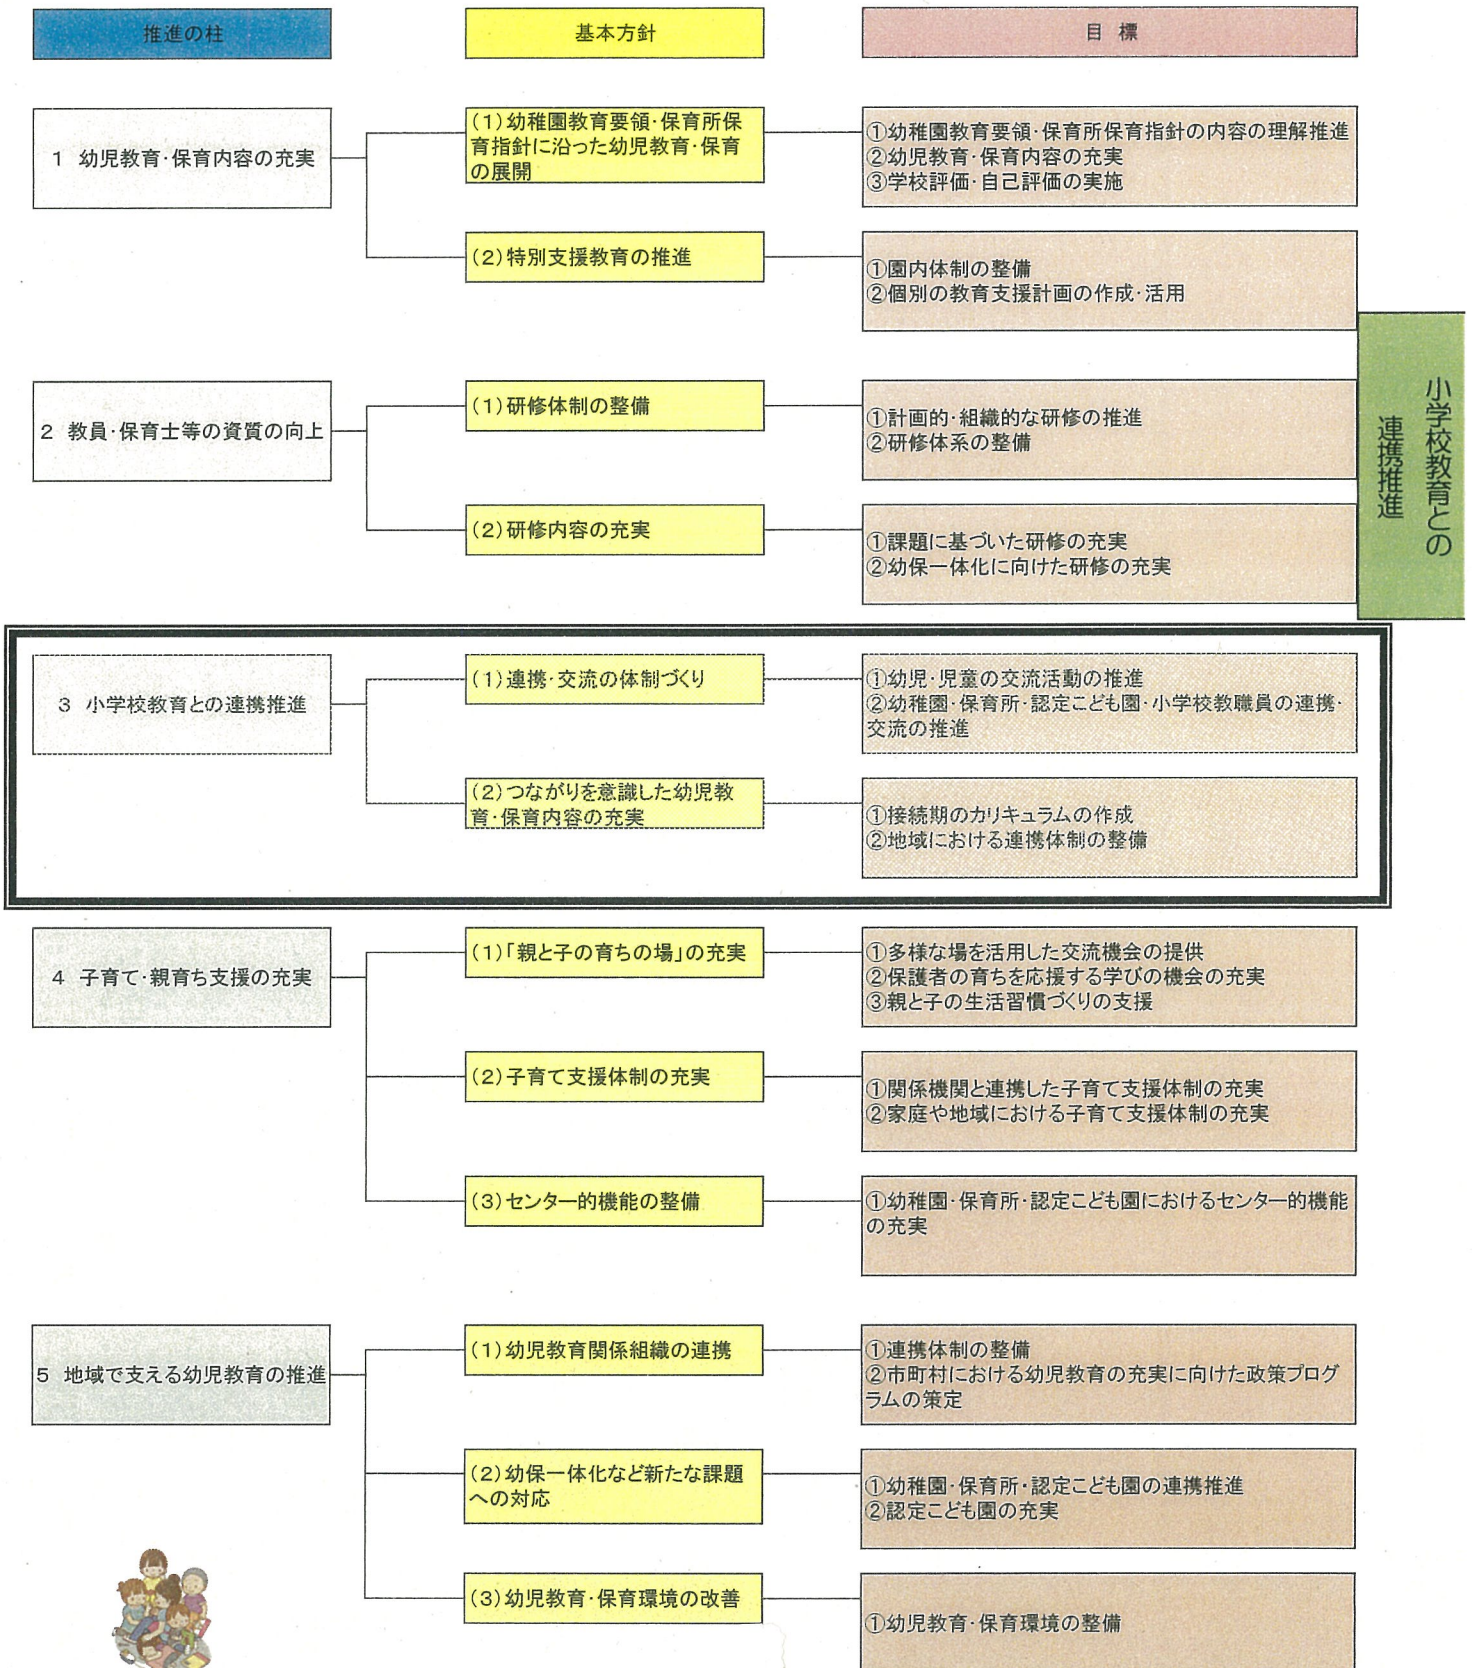 推進の柱
基本方針
目 標
1 幼児教育・保育内容の充実
(1)幼稚園教育要領・保育所保
育指針に沿った幼児教育・保育
の展開
①幼稚園教育要領・保育所保育指針の内容の理解推進
②幼児教育・保育内容の充実
③学校評価・自己評価の実施
(2)特別支援教育の推進
①園内体制の整備
②個別の教育支援計画の作成・活用
2 教員・保育士等の資質の向上
(1)研修体制の整備
①計画的・組織的な研修の推進
②研修体系の整備
(2)研修内容の充実
①課題に基づいた研修の充実
②幼保一体化に向けた研修の充実
小学校教育との
連携推進
3 小学校教育との連携推進
(1)連携・交流の体制づくり
①幼児・児童の交流活動の推進
②幼稚園・保育所・認定こども園・小学校教職員の連携・
交流の推進
(2)つながりを意識した幼児教
育・保育内容の充実
①接続期のカリキュラムの作成
②地域における連携体制の整備
4 子育て・親育ち支援の充実
(1)「親と子の育ちの場」の充実
①多様な場を活用した交流機会の提供
②保護者の育ちを応援する学びの機会の充実
③親と子の生活習慣づくりの支援
(2)子育て支援体制の充実
①関係機関と連携した子育て支援体制の充実
②家庭や地域における子育て支援体制の充実
(3)センター的機能の整備
①幼稚園・保育所・認定こども園におけるセンター的機能
の充実
5 地域で支える幼児教育の推進
(1)幼児教育関係組織の連携
①連携体制の整備
②市町村における幼児教育の充実に向けた政策プログ
ラムの策定
(2)幼保一体化など新たな課題
への対応
①幼稚園・保育所・認定こども園の連携推進
②認定こども園の充実
(3)幼児教育・保育環境の改善
①幼児教育・保育環境の整備